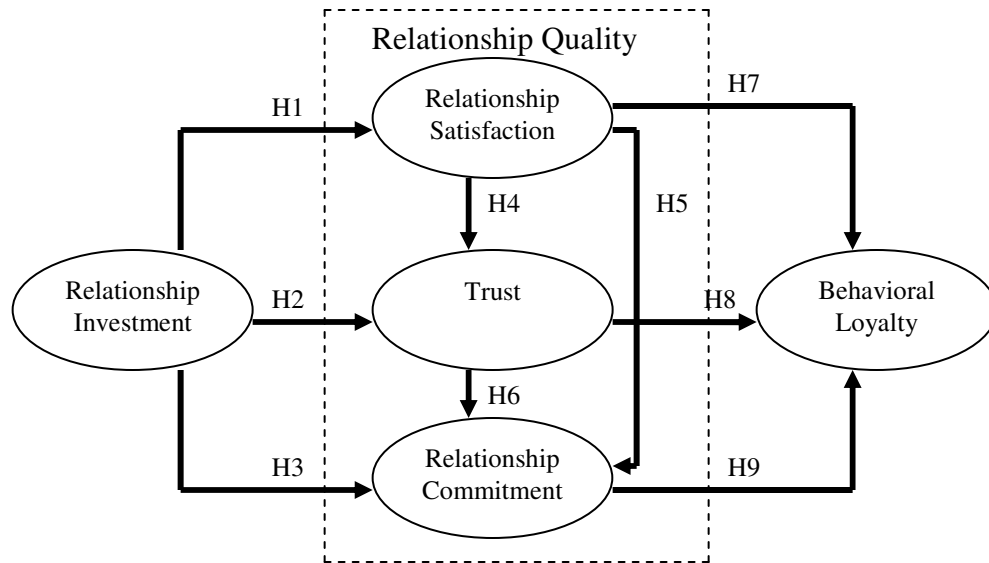 Relationship Quality
Relationship
Satisfaction
H1
H7
H4
H5
Relationship
Investment
H2
Trust
H8
Behavioral
Loyalty
H6
H3
Relationship
Commitment
H9